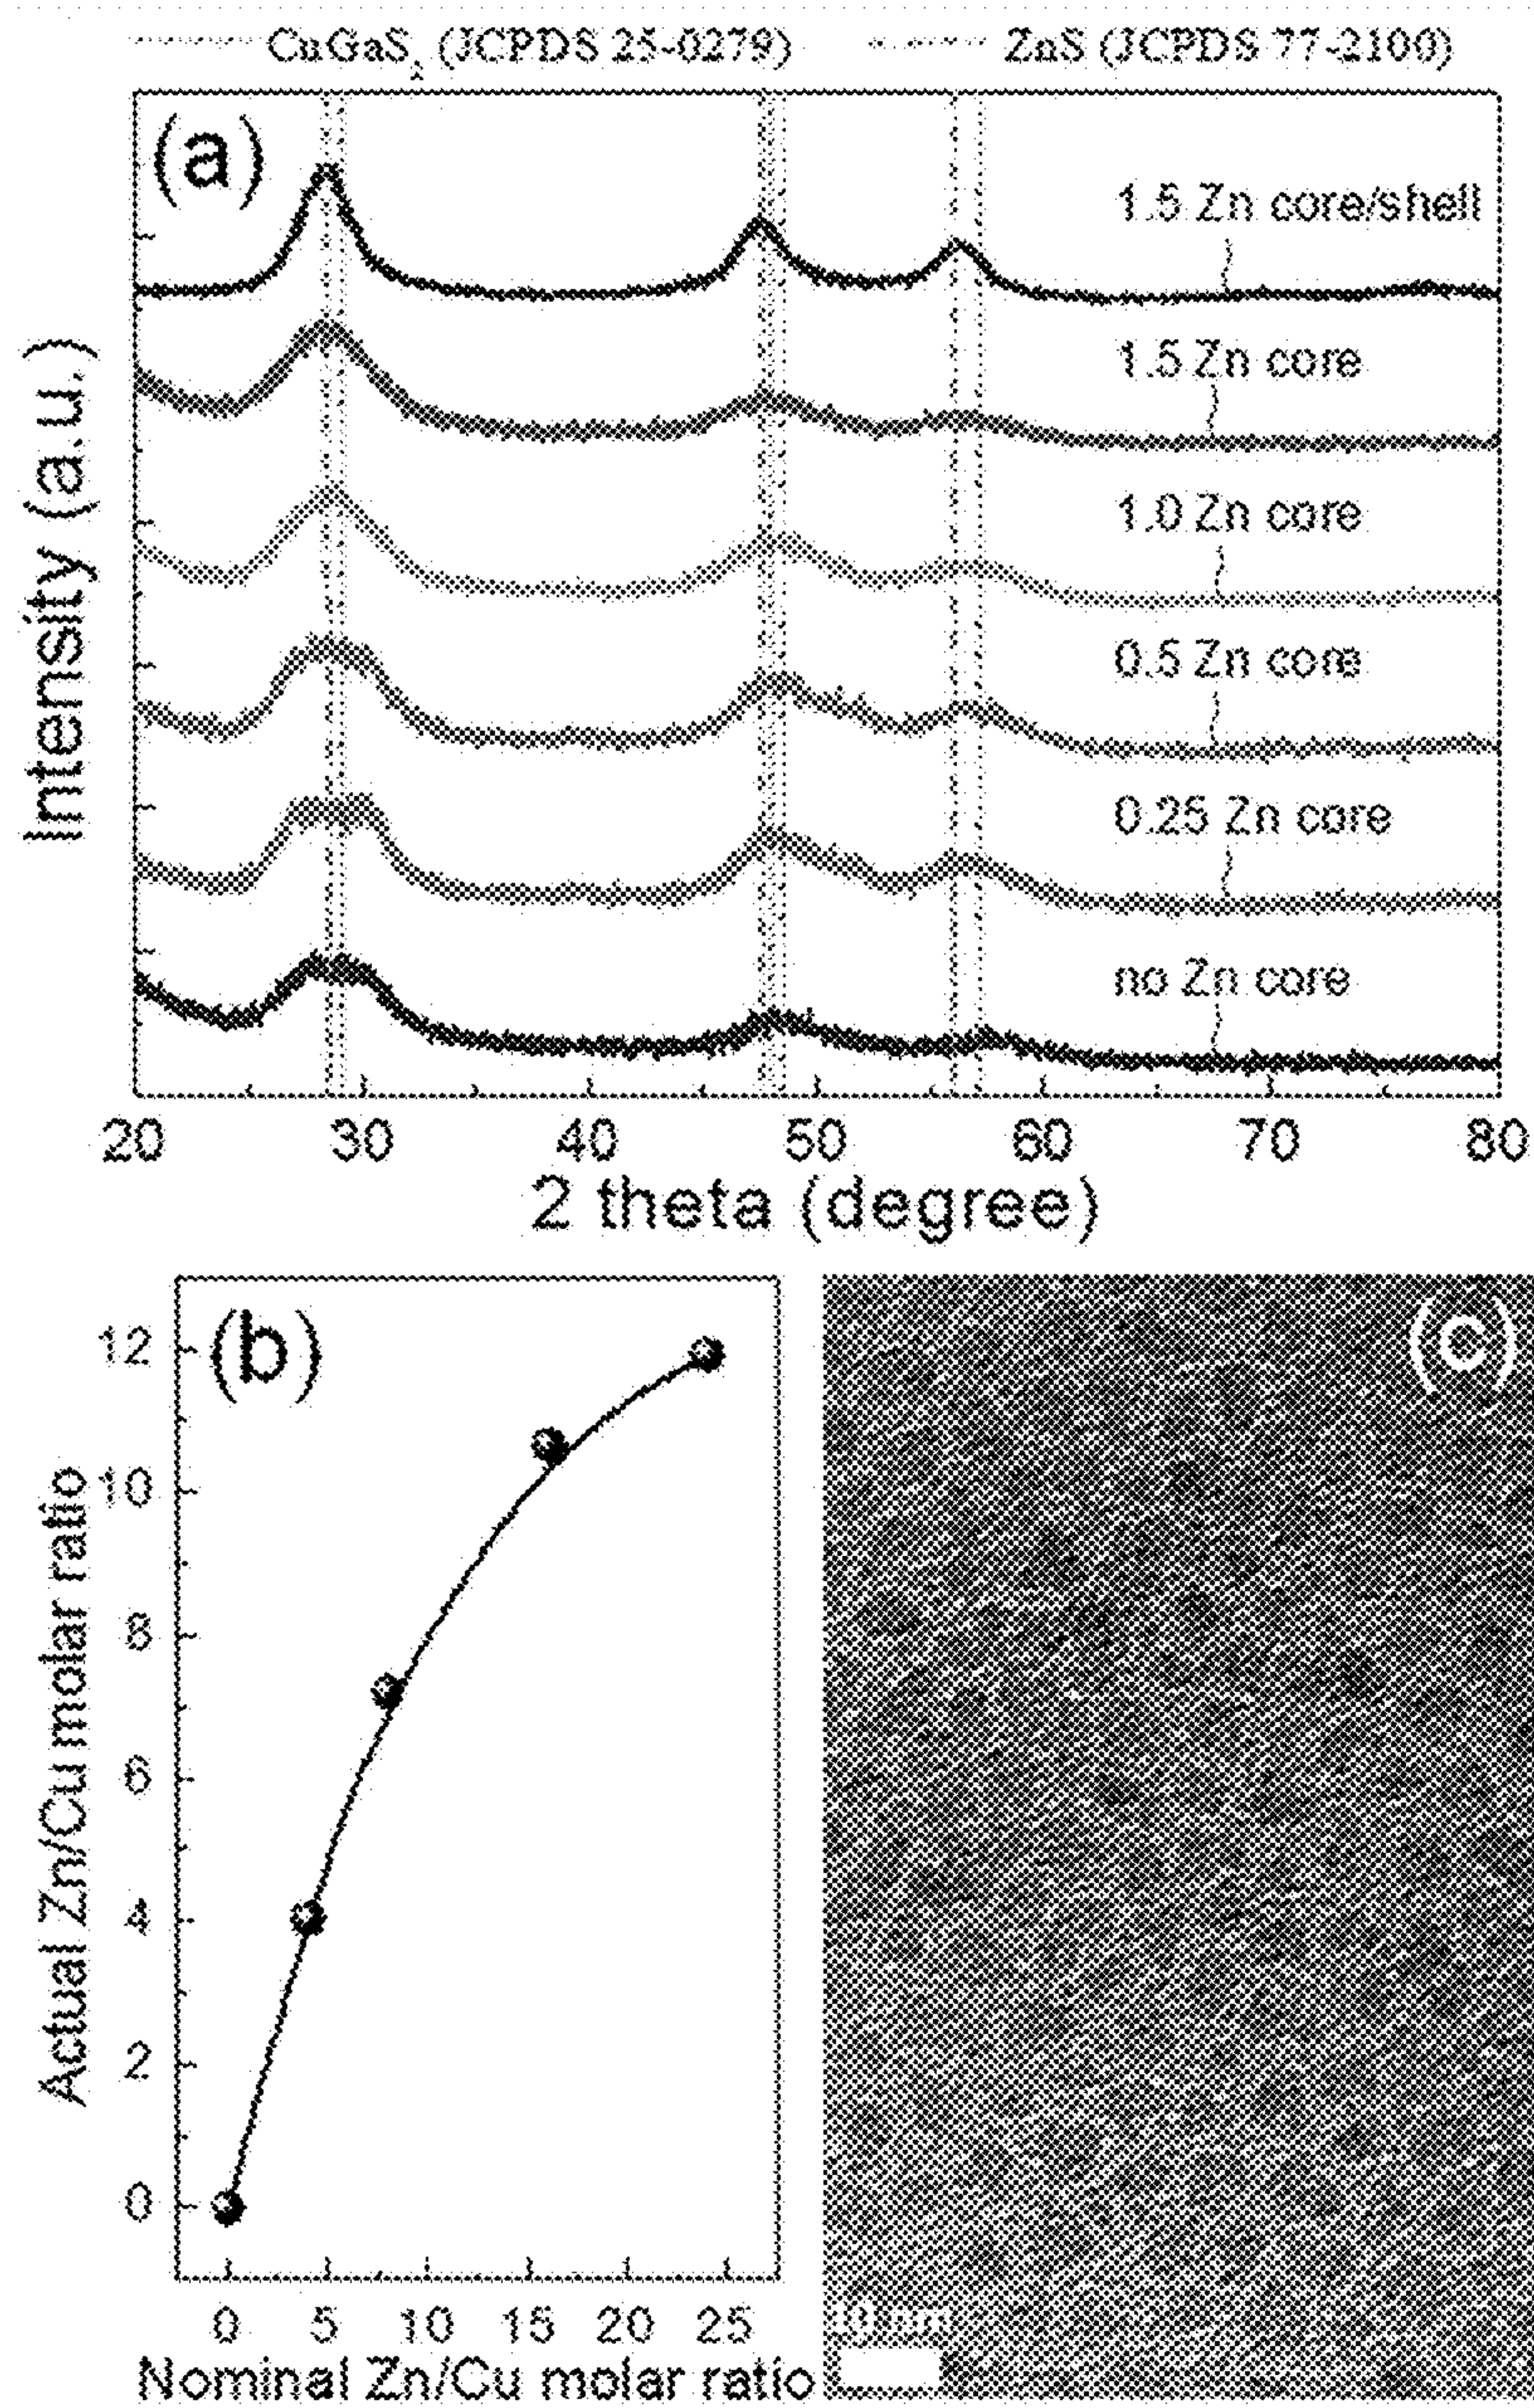 CuGaS2 (JCPDS 25-0279) ZnS (JCPDS 77-2100)
(a)
1.5 Zn core/shell
1.5 Zn core
1.0 Zn core
0.5 Zn core
0.25 Zn core
no Zn core
Intensity (a.u.)
20 30 40 50 60 70 80
2 theta (degree)
(b)
12
10
8
6
4
2
0
Actual Zn/Cu molar ratio
0 5 10 15 20 25
Nominal Zn/Cu molar ratio
(c)
10 nm